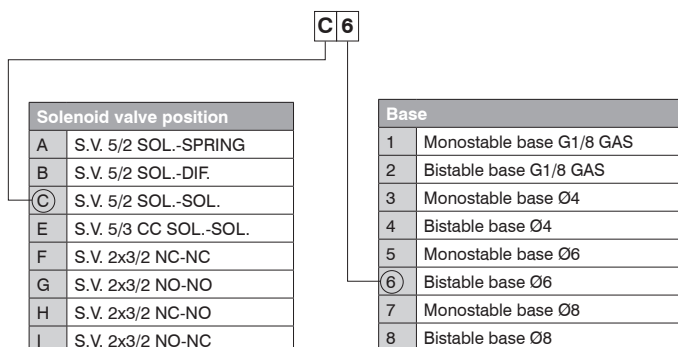 C 6
Solenoid valve position
A S.V. 5/2 SOL.-SPRING
B S.V. 5/2 SOL.-DIF.
C S.V. 5/2 SOL.-SOL.
E S.V. 5/3 CC SOL.-SOL.
F S.V. 2x3/2 NC-NC
G S.V. 2x3/2 NO-NO
H S.V. 2x3/2 NC-NO
I S.V. 2x3/2 NO-NC
Base
1 Monostable base G1/8 GAS
2 Bistable base G1/8 GAS
3 Monostable base Ø4
4 Bistable base Ø4
5 Monostable base Ø6
6 Bistable base Ø6
7 Monostable base Ø8
8 Bistable base Ø8